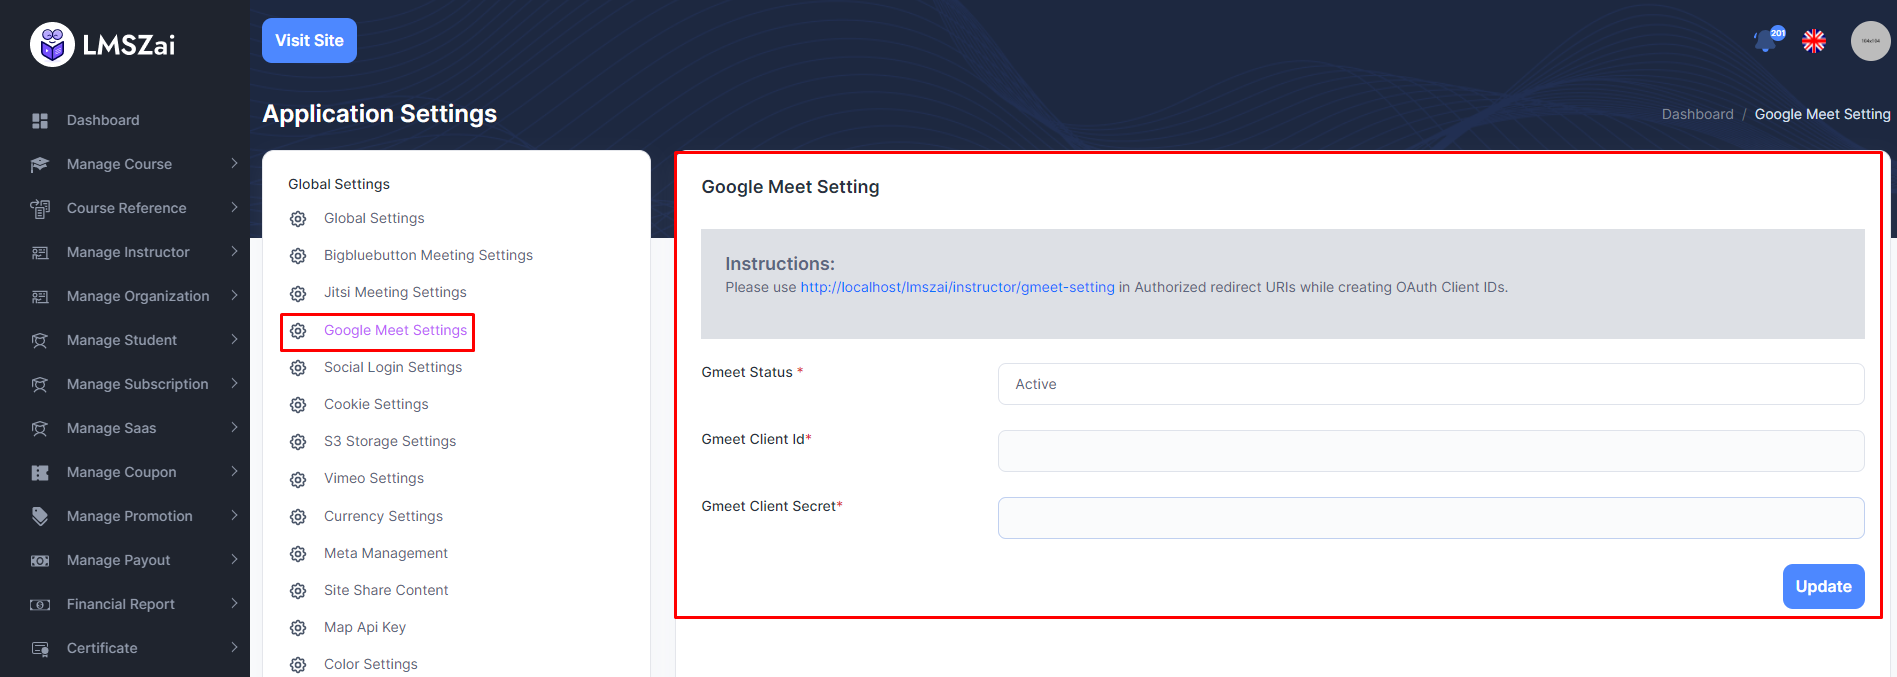 LMSZai
Visit Site
201
Application Settings
Dashboard / Google Meet Setting
Dashboard
Manage Course
Course Reference
Manage Instructor
Manage Organization
Manage Student
Manage Subscription
Manage Saas
Manage Coupon
Manage Promotion
Manage Payout
Financial Report
Certificate
Global Settings
Global Settings
Bigbluebutton Meeting Settings
Jitsi Meeting Settings
Google Meet Settings
Social Login Settings
Cookie Settings
S3 Storage Settings
Vimeo Settings
Currency Settings
Meta Management
Site Share Content
Map Api Key
Color Settings
Google Meet Setting
Instructions:
Please use http://localhost/lmszai/instructor/gmeet-setting in Authorized redirect URIs while creating OAuth Client IDs.
Gmeet Status *
Active
Gmeet Client Id*
Gmeet Client Secret*
Update